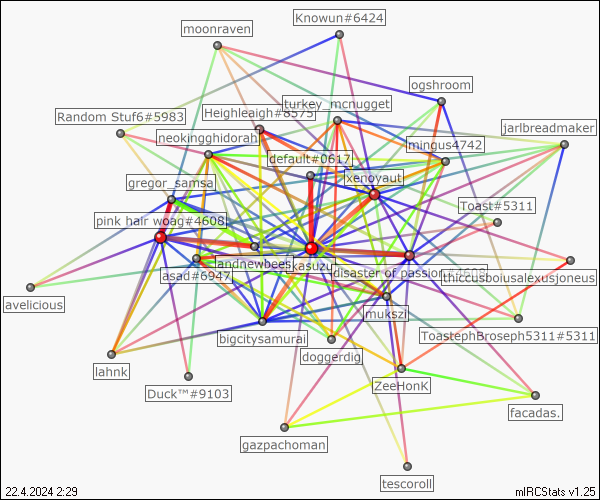 Knowun#6424
moonraven
ogshroom
turkey_mcnugget
Heighleaigh#8575
Random Stuf6#5983
jarlbreadmaker
neokingghidorah
mingus4742
default#0617
xenoyaut
gregor_samsa
Toast#5311
pink hair woag#4608
andnewbees
kasuzu
asad#6947
disaster of passion
thiccusboiusalexusjoneus
avelicious
mukszi
ToastephBroseph5311#5311
bigcitysamurai
doggerdig
lahnk
Duck™#9103
ZeeHonK
facadas.
gazpachoman
tescoroll
22.4.2024 2:29
mIRCStats v1.25